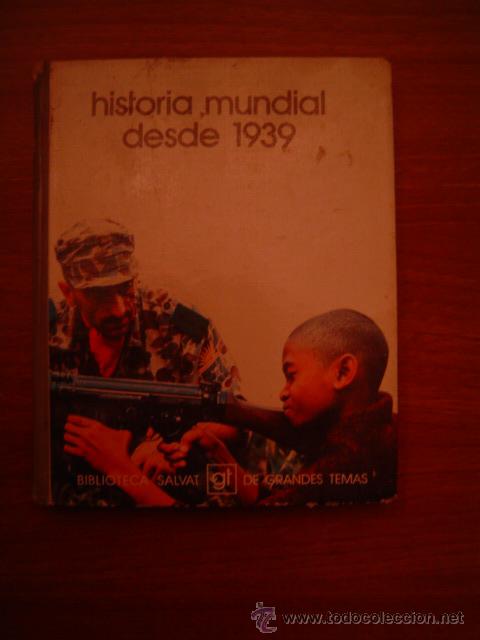 historia mundial
desde 1939
BIBLIOTECA SALVAT gt DE GRANDES TEMAS
www.todocoleccion.net